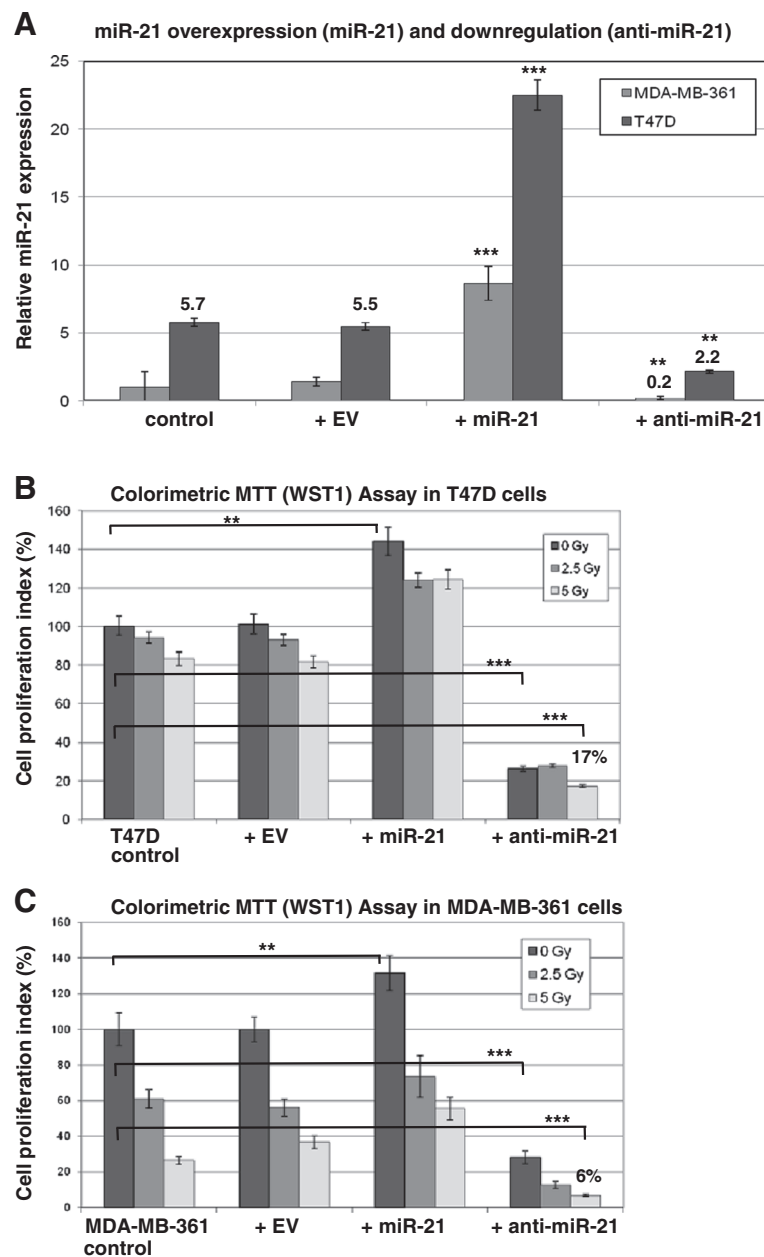 A
miR-21 overexpression (miR-21) and downregulation (anti-miR-21)
Relative miR-21 expression
25
20
15
10
5
0
MDA-MB-361
T47D
5.7
5.5
***
***
**
0.2
**
2.2
control
+ EV
+ miR-21
+ anti-miR-21
B
Colorimetric MTT (WST1) Assay in T47D cells
Cell proliferation index (%)
160
140
120
100
80
60
40
20
0
0 Gy
2.5 Gy
5 Gy
**
***
***
17%
T47D
control
+ EV
+ miR-21
+ anti-miR-21
C
Colorimetric MTT (WST1) Assay in MDA-MB-361 cells
Cell proliferation index (%)
160
140
120
100
80
60
40
20
0
0 Gy
2.5 Gy
5 Gy
**
***
***
6%
MDA-MB-361
control
+ EV
+ miR-21
+ anti-miR-21